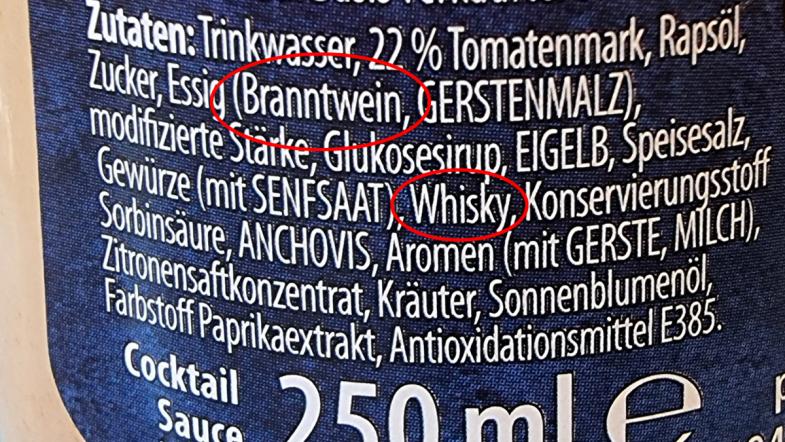 Zutaten: Trinkwasser, 22 % Tomatenmark, Rapsöl,
Zucker, Essig (Branntwein, GERSTENMALZ),
modifizierte Stärke, Glukosesirup, EIGELB, Speisesalz,
Gewürze (mit SENFSAAT), Whisky, Konservierungsstoff
Sorbinsäure, ANCHOVIS, Aromen (mit GERSTE, MILCH),
Zitronensaftkonzentrat, Kräuter, Sonnenblumenöl,
Farbstoff Paprikaextrakt, Antioxidationsmittel E385.
Cocktail
Sauce
250 ml e